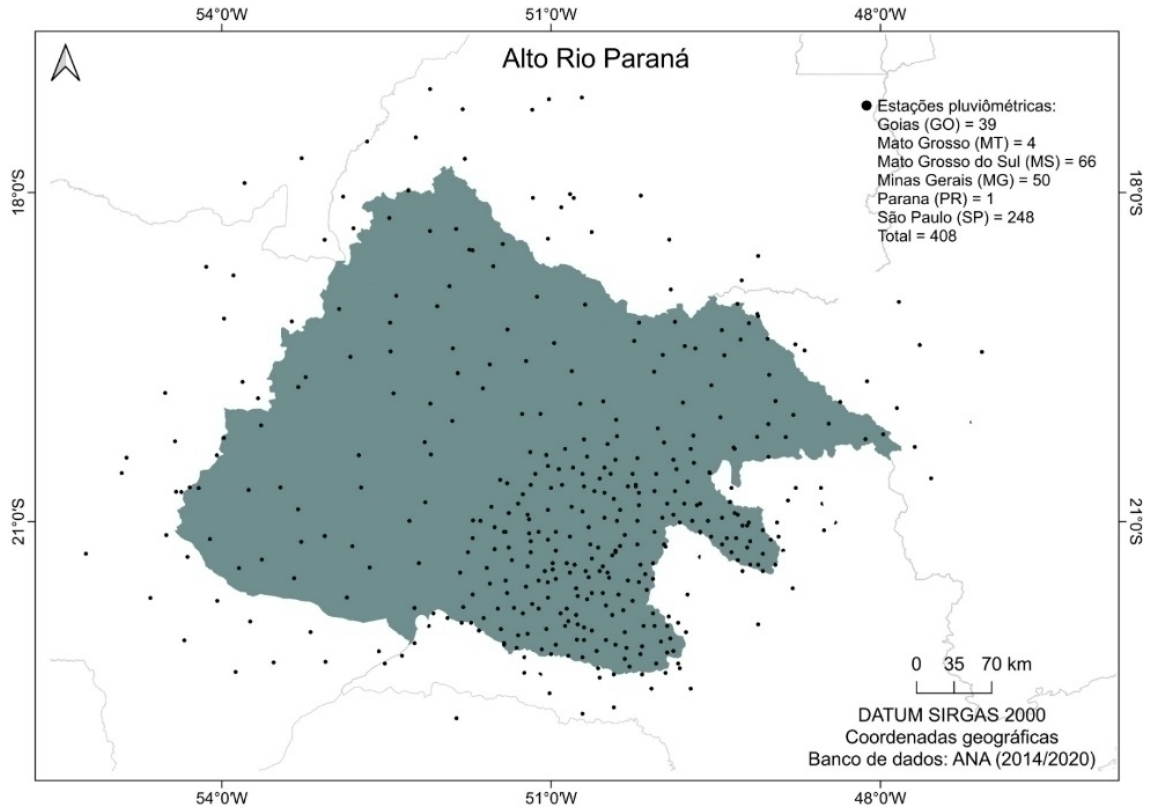 54°0'W 51°0'W 48°0'W
Alto Rio Paraná
Estações pluviômétricas:
Goias (GO) = 39
Mato Grosso (MT) = 4
Mato Grosso do Sul (MS) = 66
Minas Gerais (MG) = 50
Parana (PR) = 1
São Paulo (SP) = 248
Total = 408
18°0'S 18°0'S
21°0'S 21°0'S
0 35 70 km
DATUM SIRGAS 2000
Coordenadas geográficas
Banco de dados: ANA (2014/2020)
54°0'W 51°0'W 48°0'W